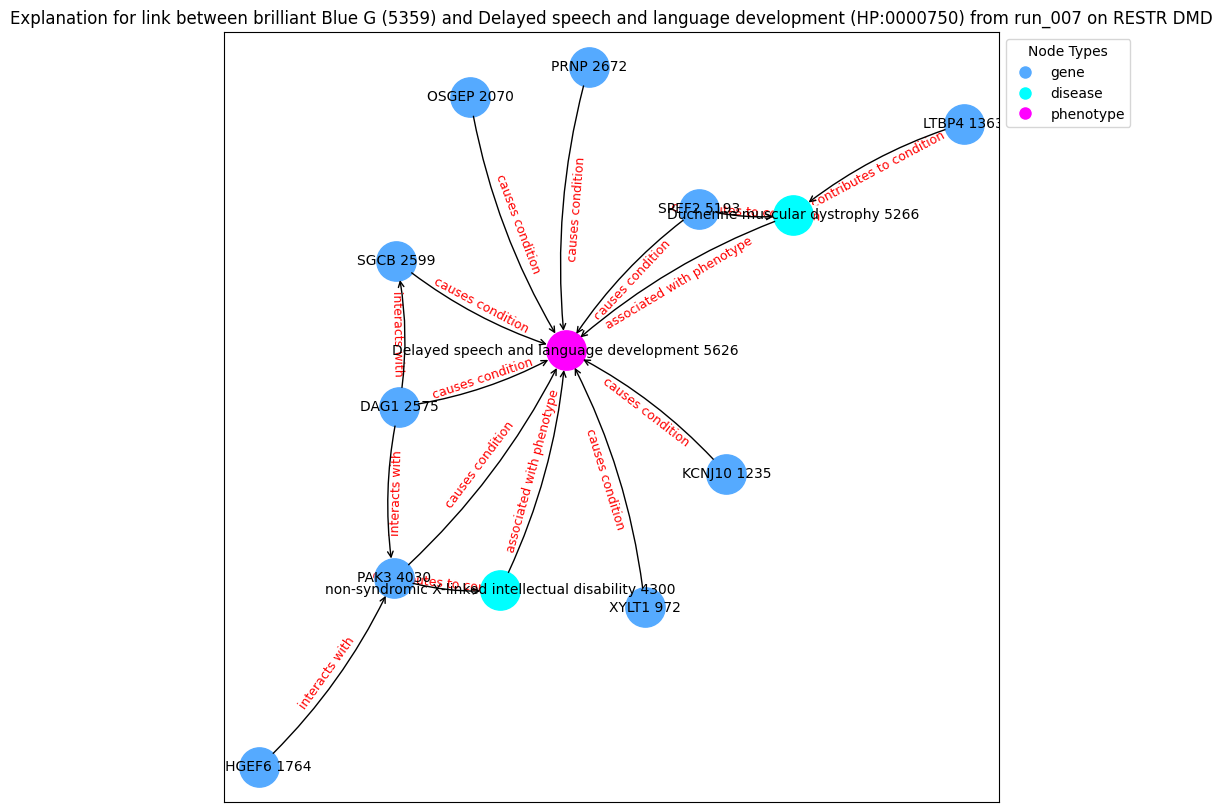 Explanation for link between brilliant Blue G (5359) and Delayed speech and language development (HP:0000750) from run_007 on RESTR DMD
Node Types
gene
disease
phenotype
PRNP 2672
OSGEP 2070
LTBP4 1363
contributes to condition
causes condition
causes condition
SPEF2 5193
Duchenne muscular dystrophy 5266
SGCB 2599
causes condition
causes condition
associated with phenotype
interacts with
Delayed speech and language development 5626
causes condition
DAG1 2575
causes condition
interacts with
causes condition
associated with phenotype
causes condition
KCNJ10 1235
PAK3 4030
non-syndromic X-linked intellectual disability 4300
XYLT1 972
interacts with
HGEF6 1764